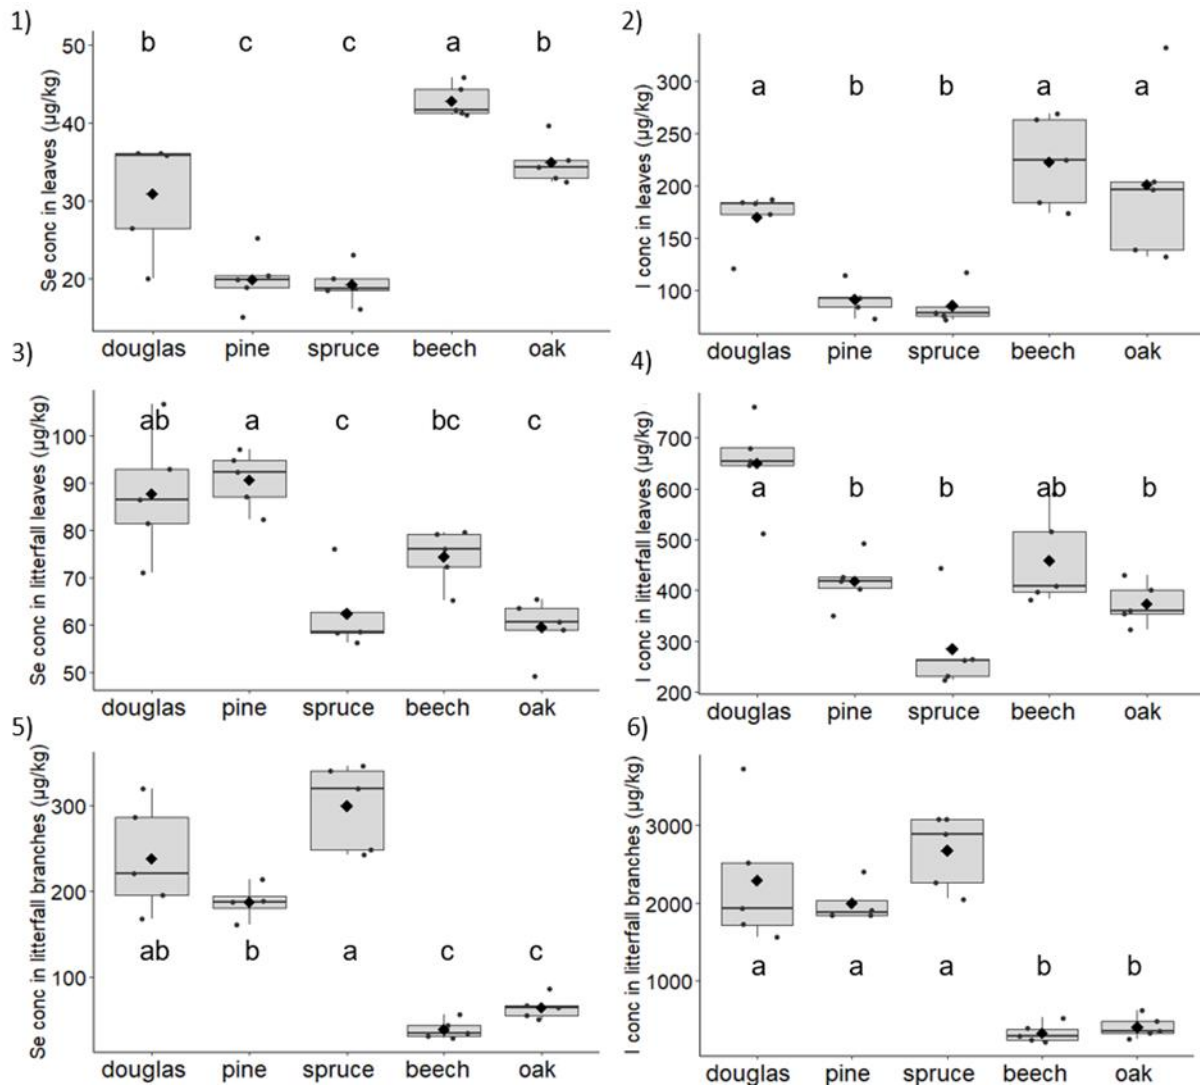 1)
Se conc in leaves (µg/kg)
50
40
30
20
b c c a b
douglas pine spruce beech oak
2)
I conc in leaves (µg/kg)
300
250
200
150
100
a b b a a
douglas pine spruce beech oak
3)
Se conc in litterfall leaves (µg/kg)
100
90
80
70
60
50
ab a c bc c
douglas pine spruce beech oak
4)
I conc in litterfall leaves (µg/kg)
700
600
500
400
300
200
a b b ab b
douglas pine spruce beech oak
5)
Se conc in litterfall branches (µg/kg)
300
200
100
ab b a c c
douglas pine spruce beech oak
6)
I conc in litterfall branches (µg/kg)
3000
2000
1000
a a a b b
douglas pine spruce beech oak